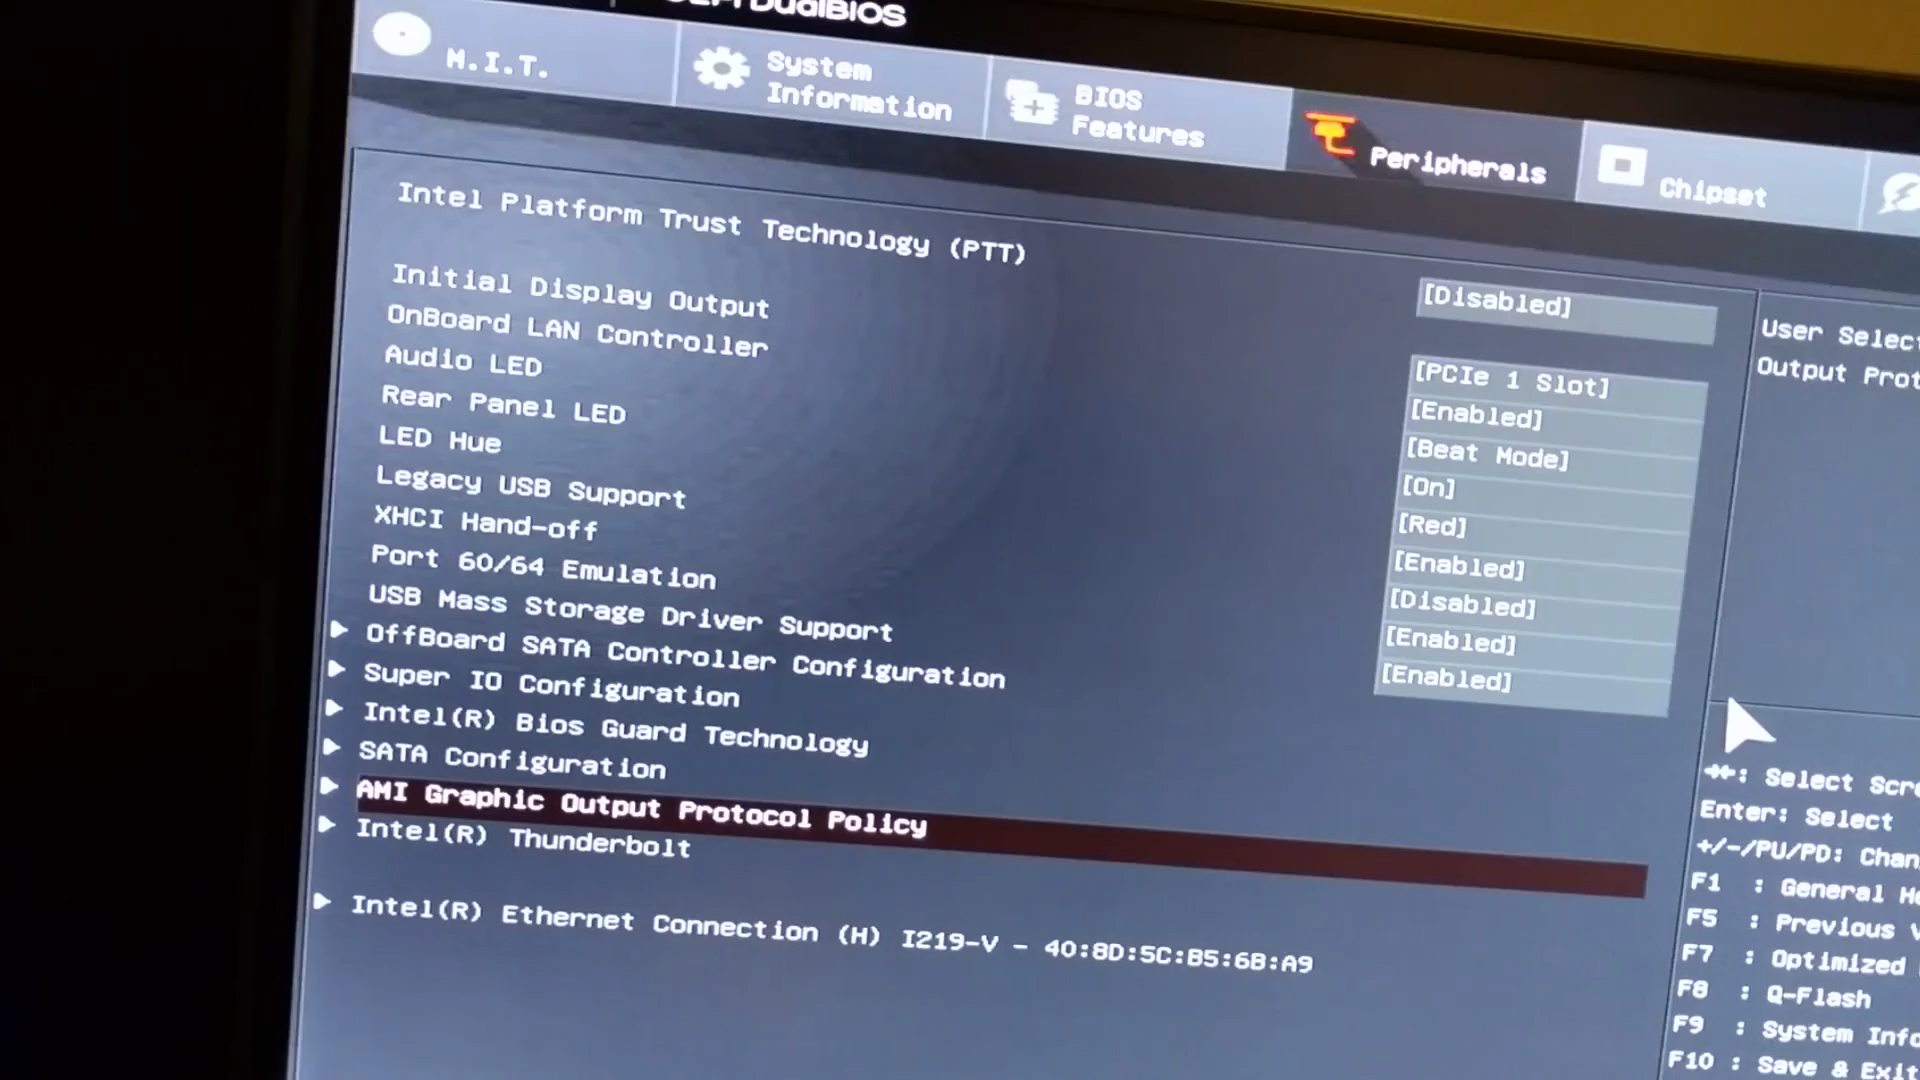 DualBIOS
M.I.T.
System
Information
BIOS
Features
Peripherals
Chipset
Intel Platform Trust Technology (PTT) [Disabled]
Initial Display Output [PCIe 1 Slot]
OnBoard LAN Controller [Enabled]
Audio LED [Beat Mode]
Rear Panel LED [On]
LED Hue [Red]
Legacy USB Support [Enabled]
XHCI Hand-off [Disabled]
Port 60/64 Emulation [Enabled]
USB Mass Storage Driver Support [Enabled]
OffBoard SATA Controller Configuration
Super IO Configuration
Intel(R) Bios Guard Technology
SATA Configuration
AMI Graphic Output Protocol Policy
Intel(R) Thunderbolt
Intel(R) Ethernet Connection (H) I219-V - 40:8D:5C:B5:6B:A9
User Select
Output Prot
: Select Scre
Enter: Select
+/-/PU/PD: Chan
F1 : General He
F5 : Previous V
F7 : Optimized
F8 : Q-Flash
F9 : System Info
F10 : Save & Exit